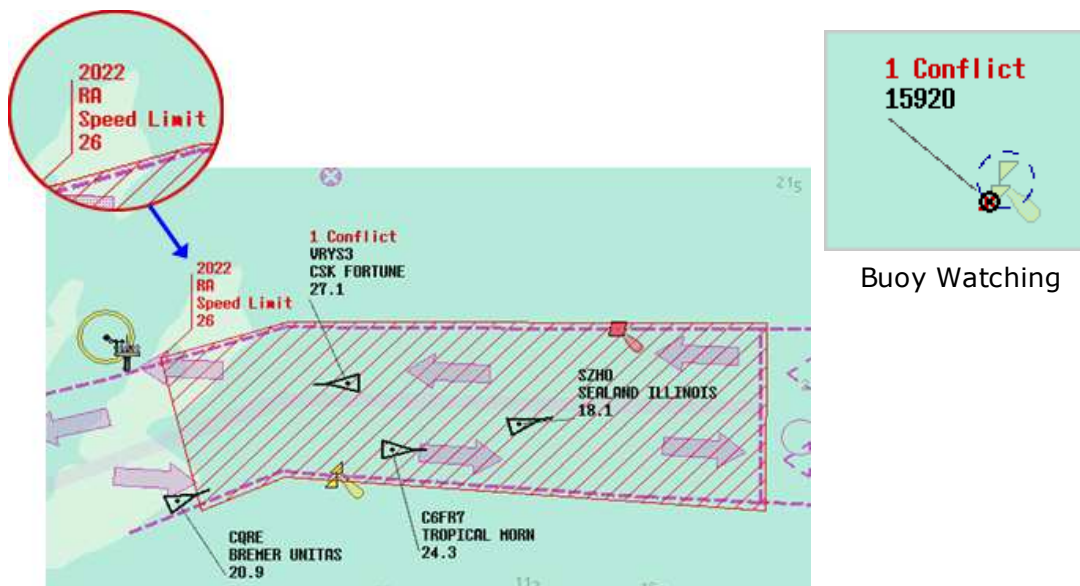 2022
RA
Speed Limit
26
1 Conflict
15920
Buoy Watching
21s
1 Conflict
VRYS3
CSK FORTUNE
27.1
2022
RA
Speed Limit
26
SZHO
SEALAND ILLINOIS
18.1
C6FR7
TROPICAL MORN
24.3
CQRE
BREMER UNITAS
20.9